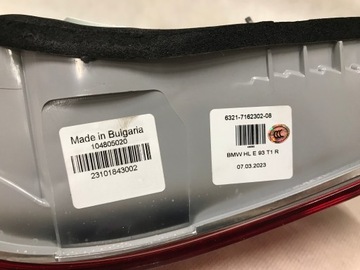 Made in Bulgaria
104805020
23101843002
6321-7162302-08
BMW HL E 93 T1 R
07.03.2023